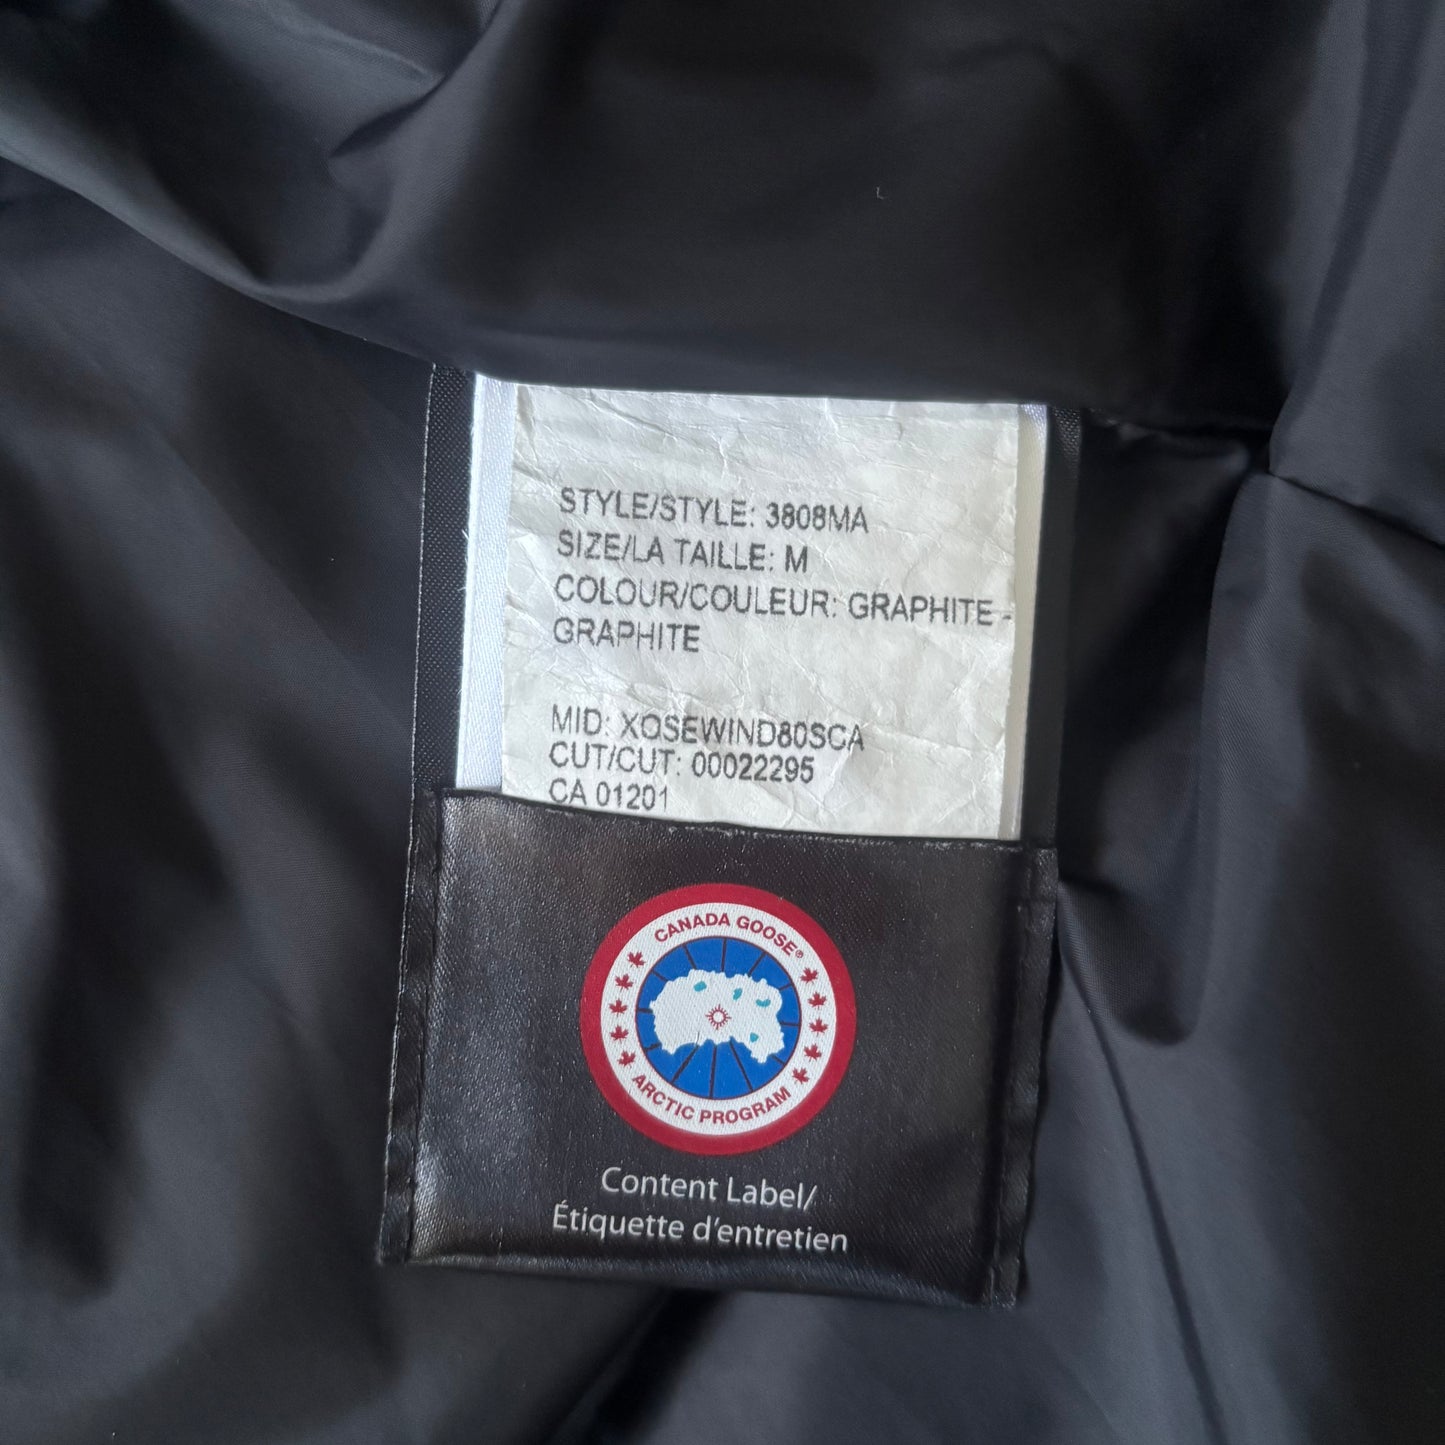 STYLE/STYLE: 3808MA
SIZE/LA TAILLE: M
COLOUR/COULEUR: GRAPHITE -
GRAPHITE
MID: XOSEWIND80SCA
CUT/CUT: 00022295
CA 01201
CANADA GOOSE®
ARCTIC PROGRAM
Content Label/
Étiquette d'entretien